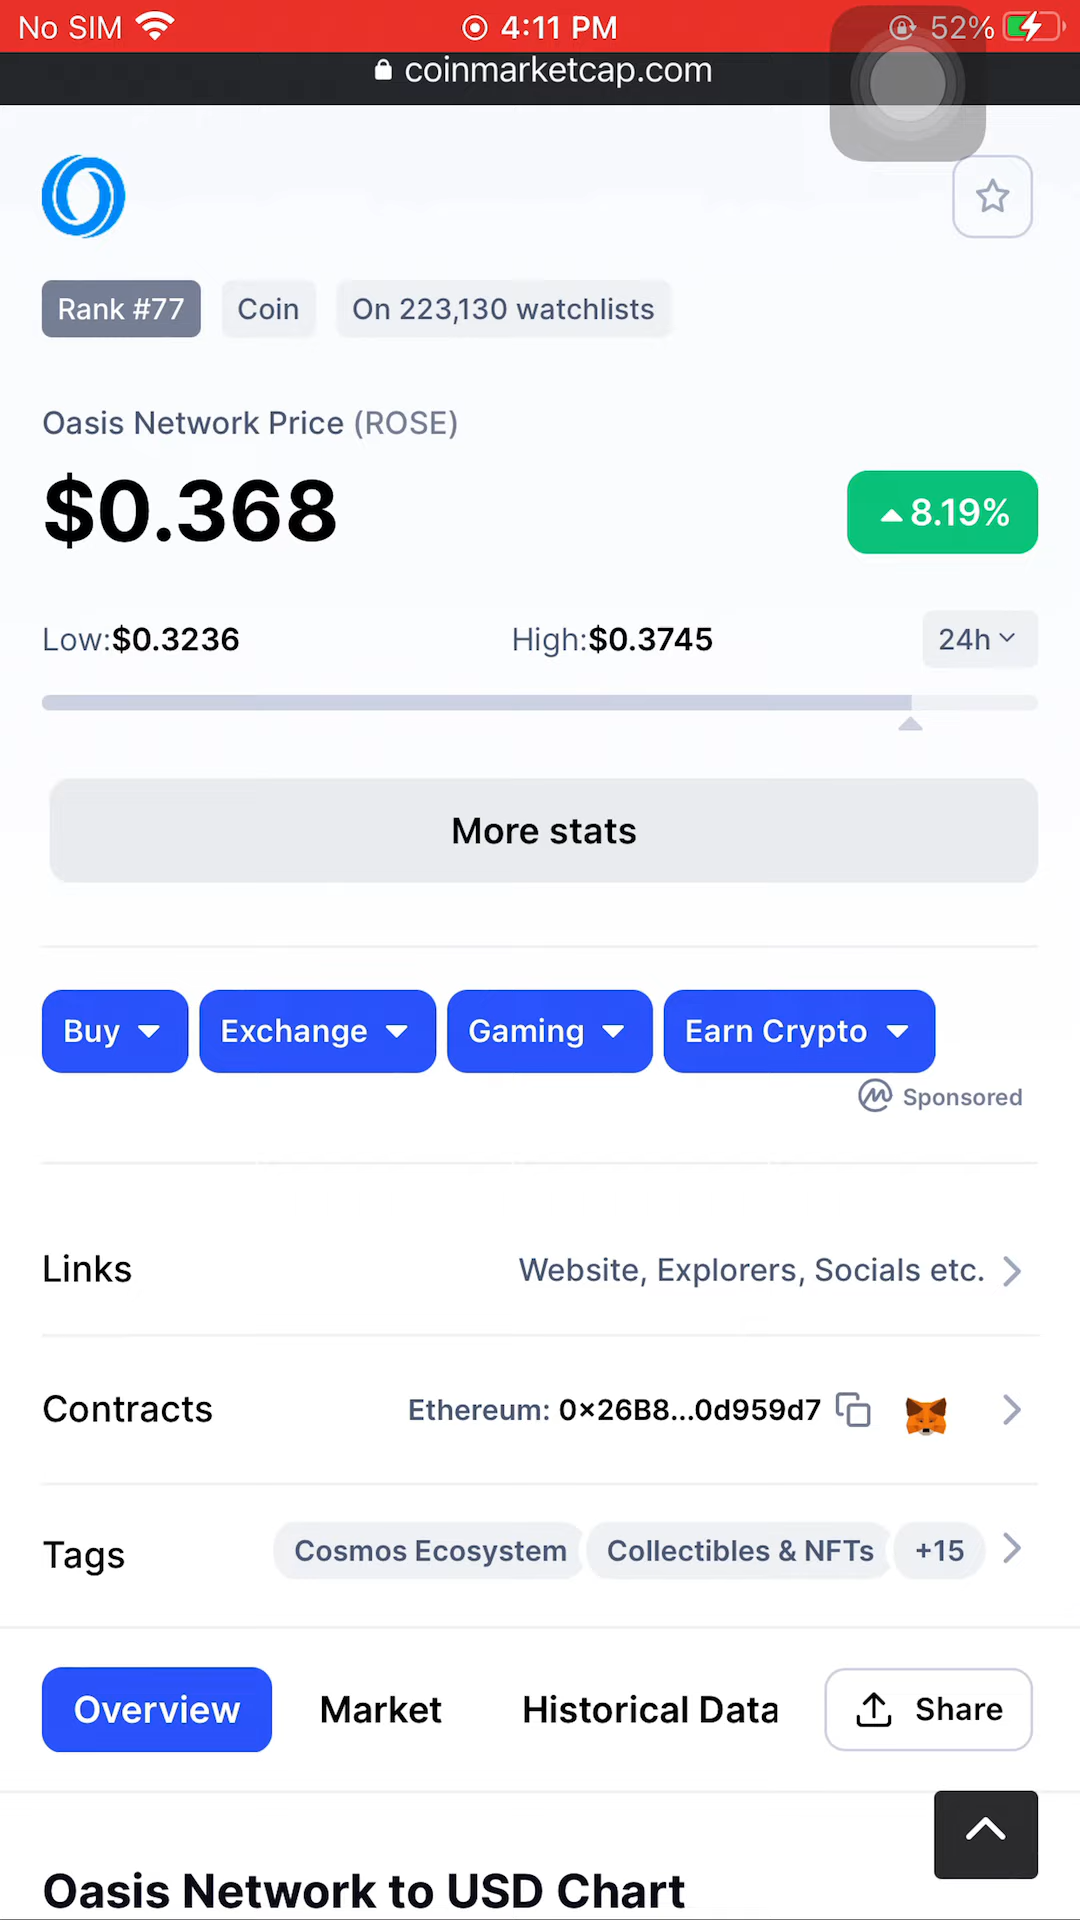 No SIM 4:11 PM 52%
coinmarketcap.com
Rank #77 Coin On 223,130 watchlists
Oasis Network Price (ROSE)
$0.368 8.19%
Low:$0.3236 High:$0.3745 24h
More stats
Buy Exchange Gaming Earn Crypto
Sponsored
Links Website, Explorers, Socials etc.
Contracts Ethereum: 0x26B8...0d959d7
Tags Cosmos Ecosystem Collectibles & NFTs +15
Overview Market Historical Data Share
Oasis Network to USD Chart